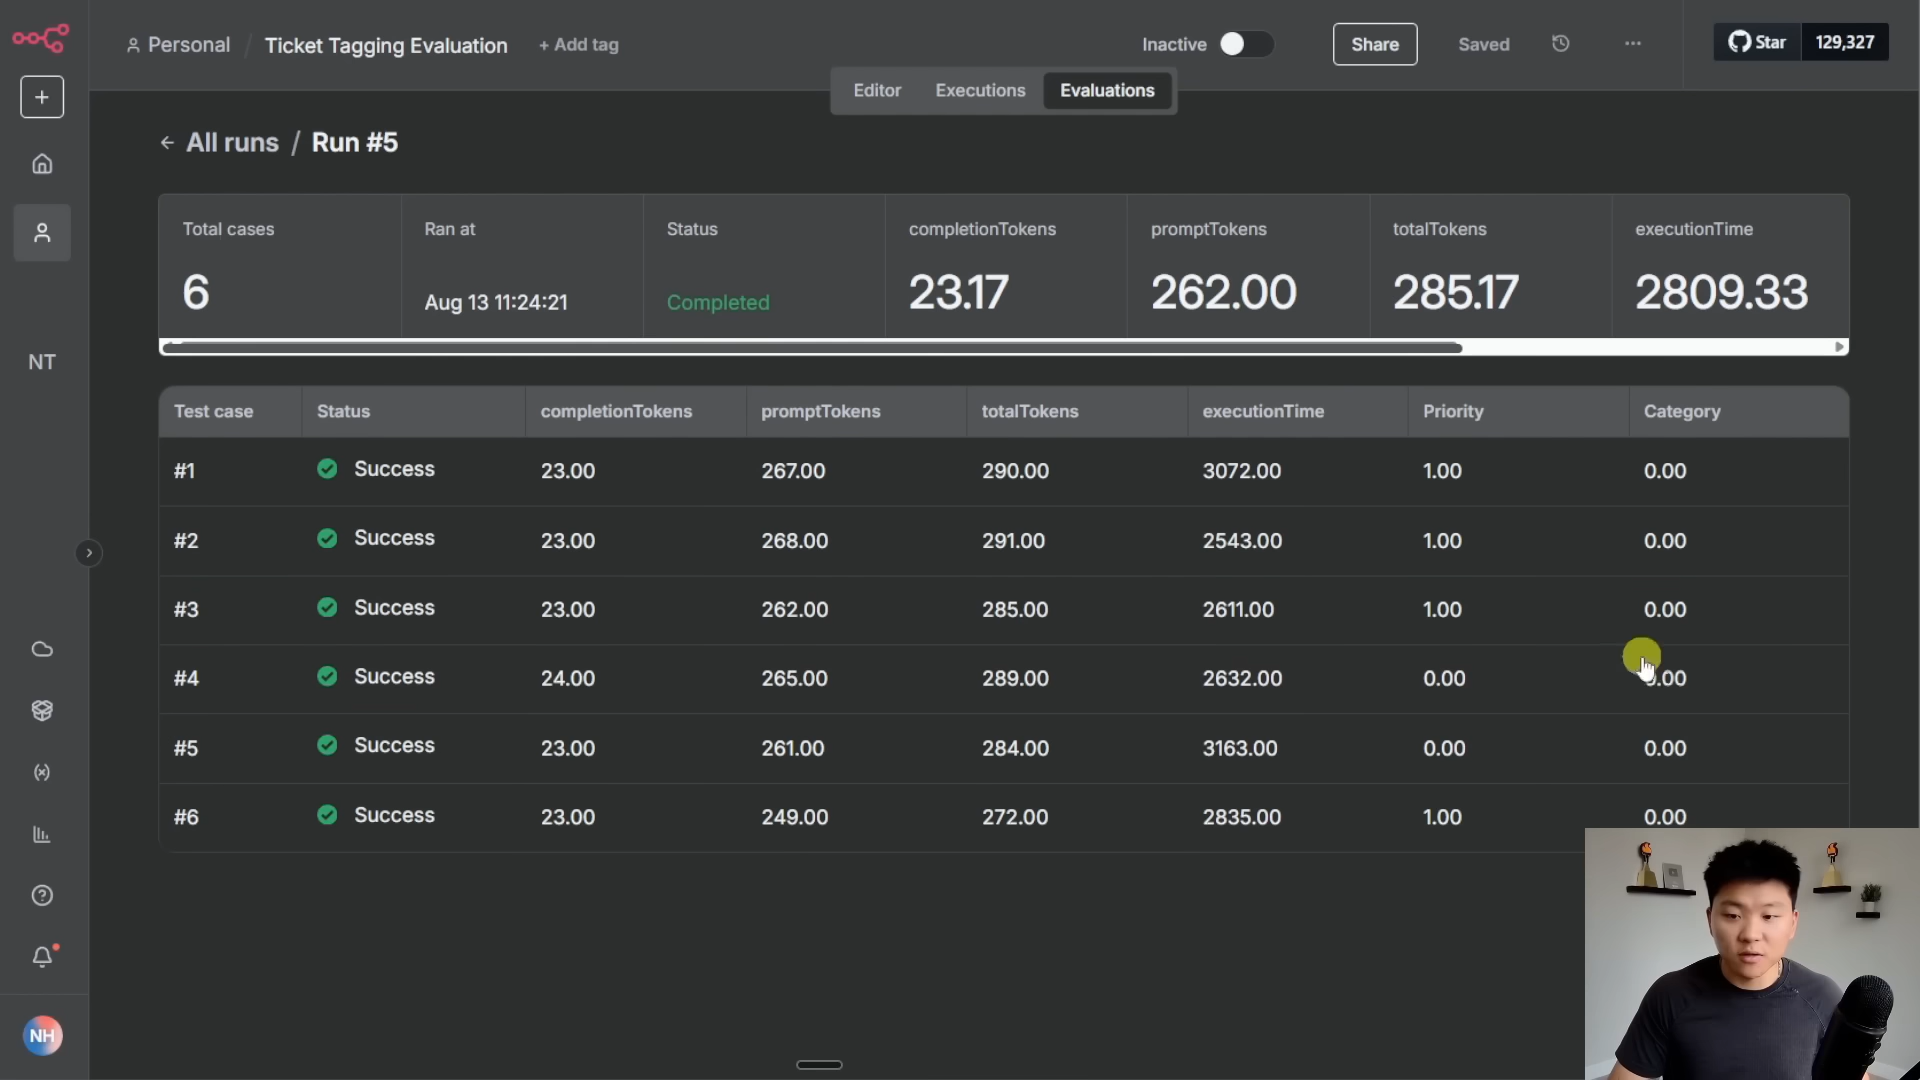 Personal / Ticket Tagging Evaluation + Add tag Inactive Share Saved ... Star 129,327
Editor Executions Evaluations
← All runs / Run #5
Total cases Ran at Status completionTokens promptTokens totalTokens executionTime
6 Aug 13 11:24:21 Completed 23.17 262.00 285.17 2809.33
NT
Test case Status completionTokens promptTokens totalTokens executionTime Priority Category
#1 Success 23.00 267.00 290.00 3072.00 1.00 0.00
#2 Success 23.00 268.00 291.00 2543.00 1.00 0.00
#3 Success 23.00 262.00 285.00 2611.00 1.00 0.00
#4 Success 24.00 265.00 289.00 2632.00 0.00 .00
#5 Success 23.00 261.00 284.00 3163.00 0.00 0.00
#6 Success 23.00 249.00 272.00 2835.00 1.00 0.00
NH